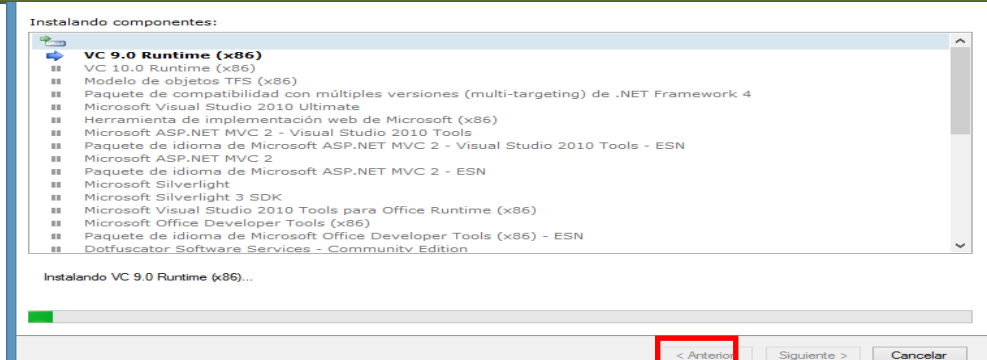 Instalando componentes:
VC 9.0 Runtime (x86)
VC 10.0 Runtime (x86)
Modelo de objetos TFS (x86)
Paquete de compatibilidad con múltiples versiones (multi-targeting) de .NET Framework 4
Microsoft Visual Studio 2010 Ultimate
Herramienta de implementación web de Microsoft (x86)
Microsoft ASP.NET MVC 2 - Visual Studio 2010 Tools
Paquete de idioma de Microsoft ASP.NET MVC 2 - Visual Studio 2010 Tools - ESN
Microsoft ASP.NET MVC 2
Paquete de idioma de Microsoft ASP.NET MVC 2 - ESN
Microsoft Silverlight
Microsoft Silverlight 3 SDK
Microsoft Visual Studio 2010 Tools para Office Runtime (x86)
Microsoft Office Developer Tools (x86)
Paquete de idioma de Microsoft Office Developer Tools (x86) - ESN
Dotfuscator Software Services - Community Edition
Instalando VC 9.0 Runtime (x86)...
< Anterior Siguiente > Cancelar